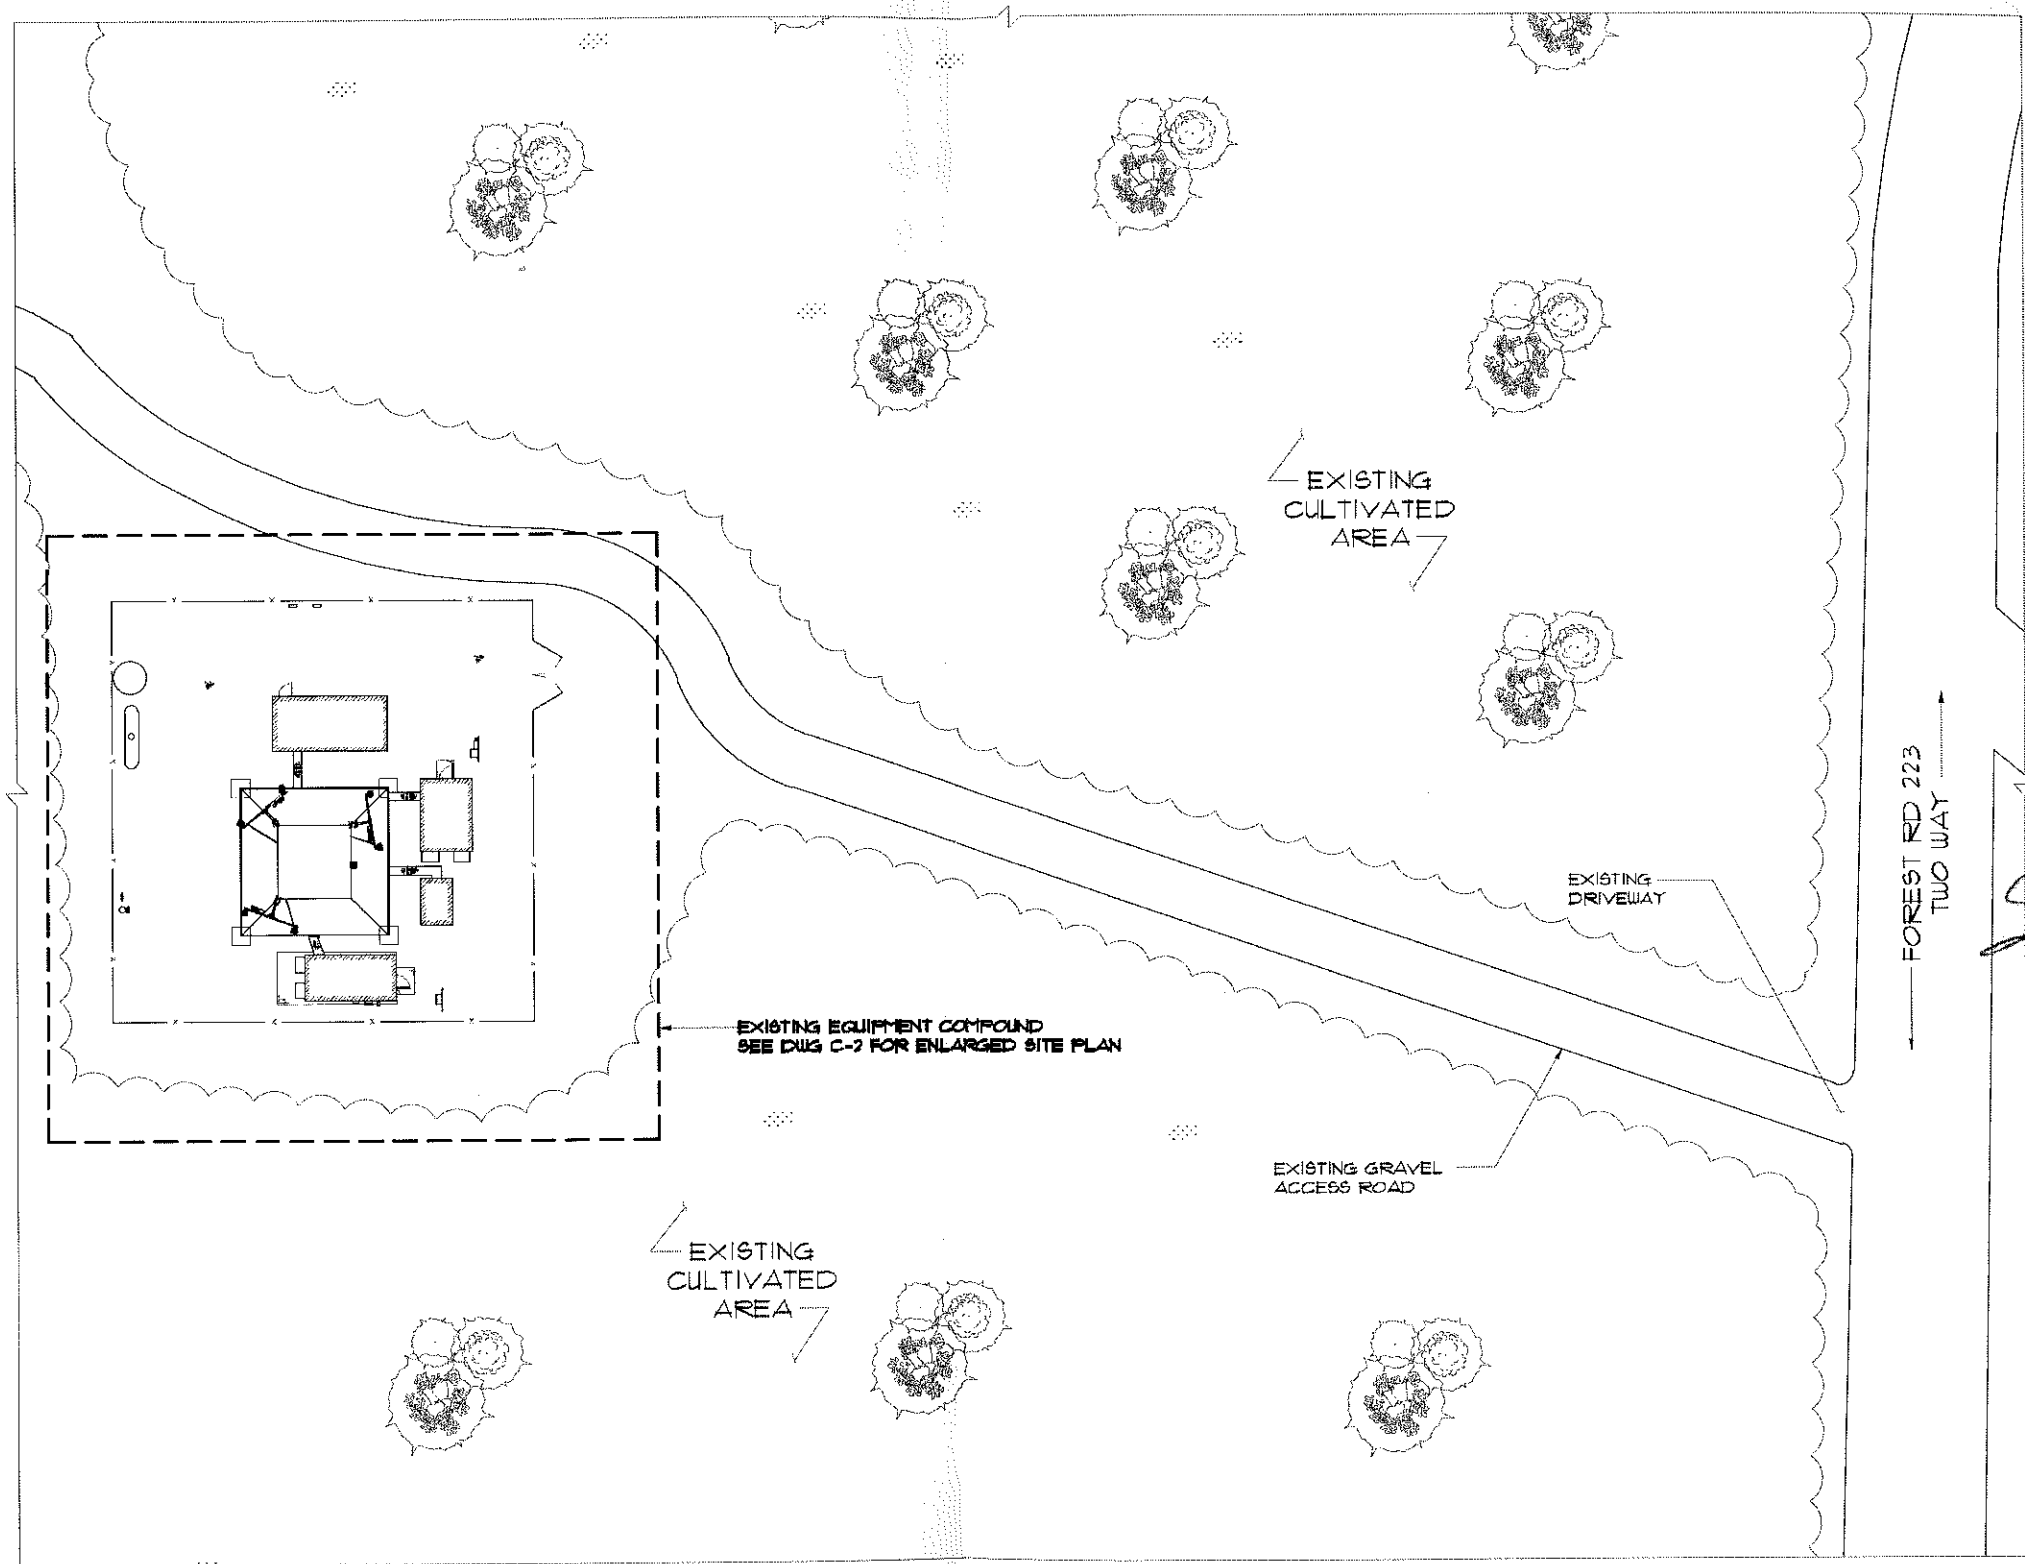 EXISTING
CULTIVATED
AREA
FOREST RD 223
TWO WAY
EXISTING
DRIVEWAY
EXISTING EQUIPMENT COMPOUND
SEE DWG C-2 FOR ENLARGED SITE PLAN
EXISTING GRAVEL
ACCESS ROAD
EXISTING
CULTIVATED
AREA